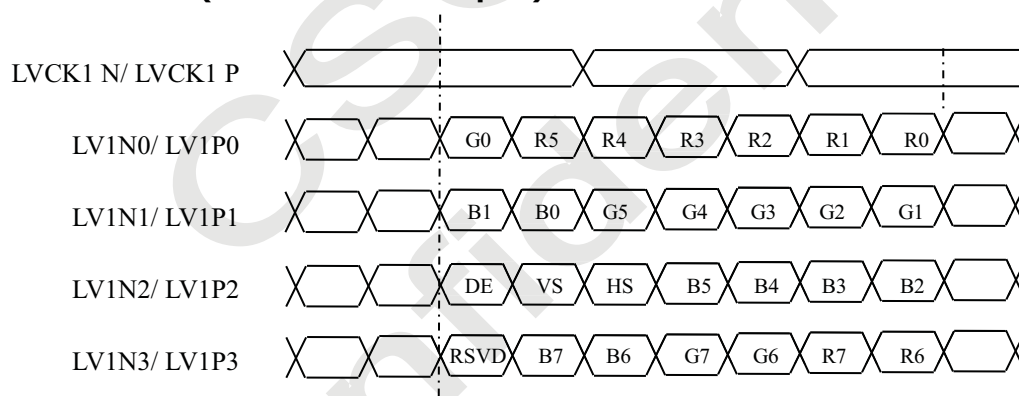 LVCK1 N/ LVCK1 P
LV1N0/ LV1P0 G0 R5 R4 R3 R2 R1 R0
LV1N1/ LV1P1 B1 B0 G5 G4 G3 G2 G1
LV1N2/ LV1P2 DE VS HS B5 B4 B3 B2
LV1N3/ LV1P3 RSVD B7 B6 G7 G6 R7 R6